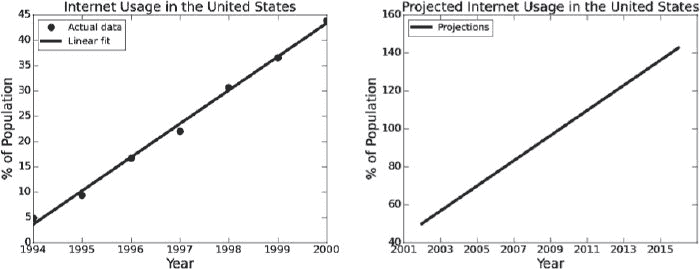 Internet Usage in the United States
45
40
35
30
25
20
15
10
5
0
% of Population
Actual data
Linear fit
1994 1995 1996 1997 1998 1999 2000
Year
Projected Internet Usage in the United States
160
140
120
100
80
60
40
% of Population
Projections
2001 2003 2005 2007 2009 2011 2013 2015
Year